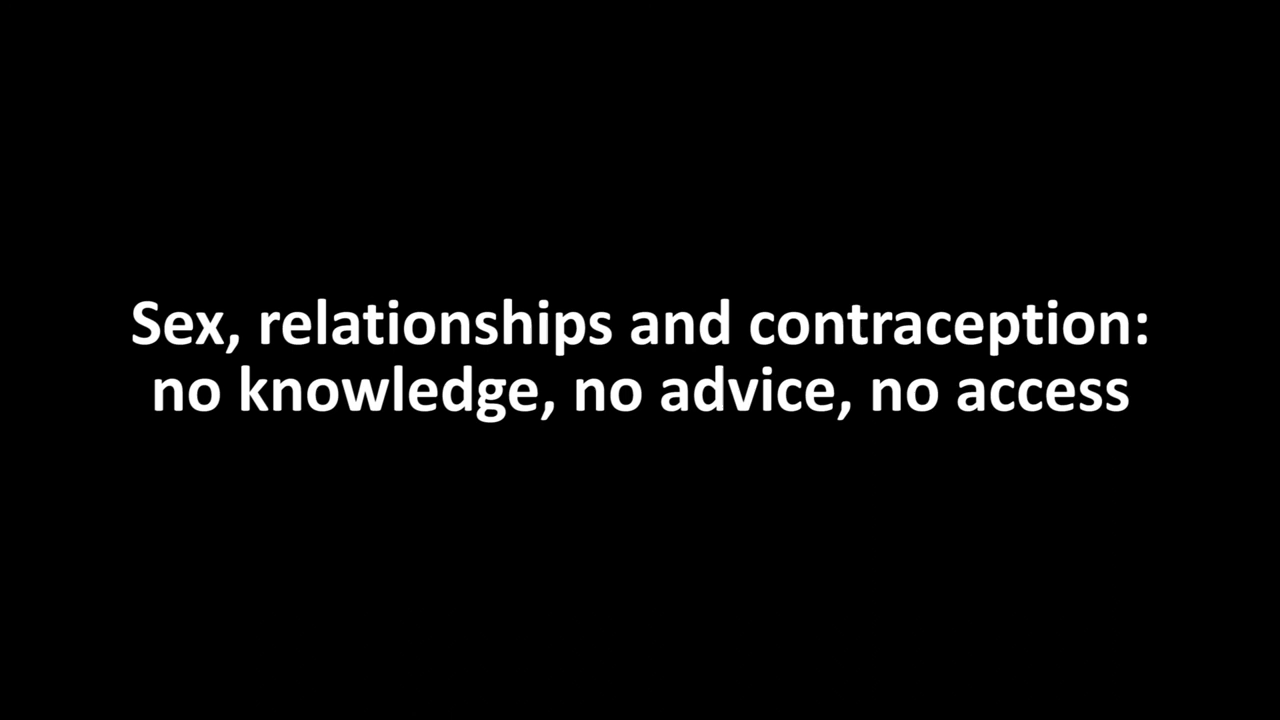 Sex, relationships and contraception:
no knowledge, no advice, no access